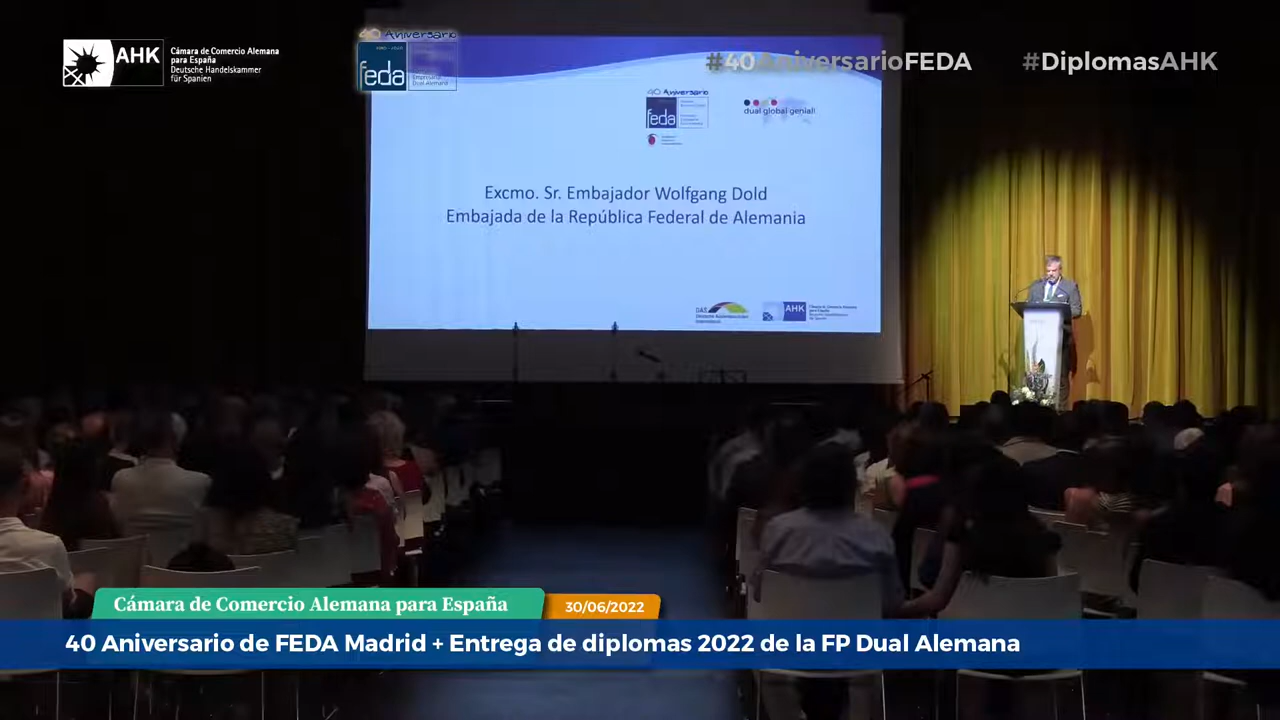 AHK
Cámara de Comercio Alemana
para España
Deutsche Handelskammer
für Spanien
40 Aniversario
feda
#40AniversarioFEDA
#DiplomasAHK
40 Aniversario
feda
dual global genial!
Excmo. Sr. Embajador Wolfgang Dold
Embajada de la República Federal de Alemania
AHK
Cámara de Comercio Alemana para España
30/06/2022
40 Aniversario de FEDA Madrid + Entrega de diplomas 2022 de la FP Dual Alemana